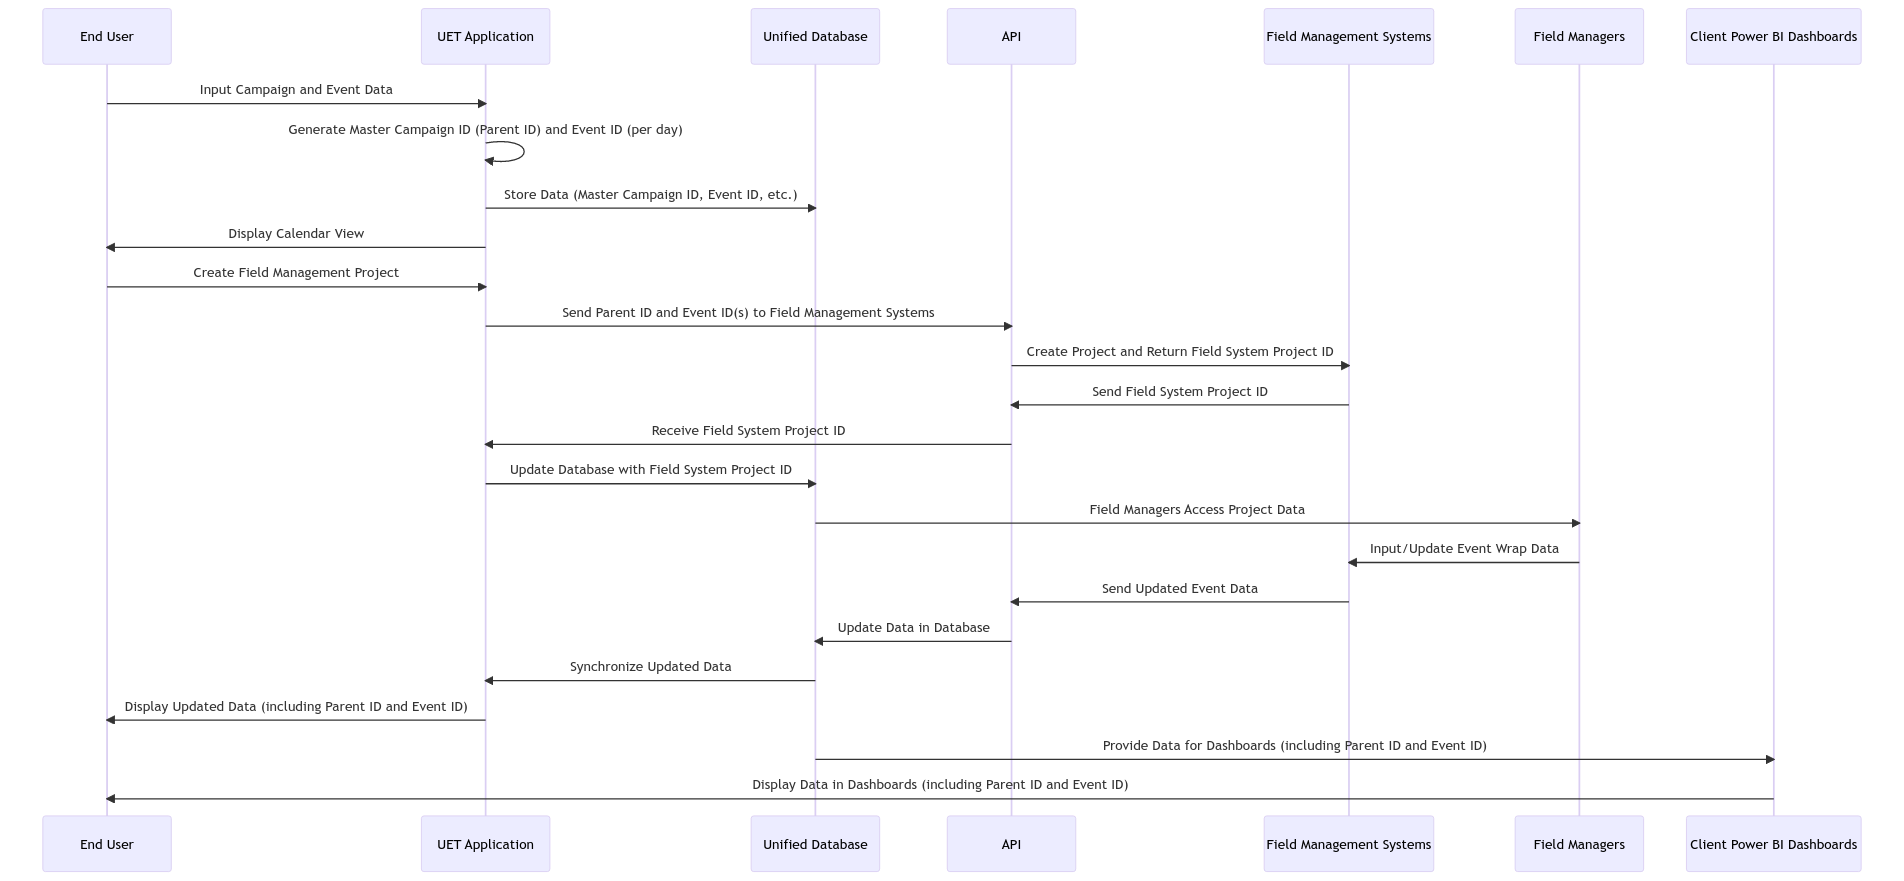 End User
UET Application
Unified Database
API
Field Management Systems
Field Managers
Client Power BI Dashboards
Input Campaign and Event Data
Generate Master Campaign ID (Parent ID) and Event ID (per day)
Store Data (Master Campaign ID, Event ID, etc.)
Display Calendar View
Create Field Management Project
Send Parent ID and Event ID(s) to Field Management Systems
Create Project and Return Field System Project ID
Send Field System Project ID
Receive Field System Project ID
Update Database with Field System Project ID
Field Managers Access Project Data
Input/Update Event Wrap Data
Send Updated Event Data
Update Data in Database
Synchronize Updated Data
Display Updated Data (including Parent ID and Event ID)
Provide Data for Dashboards (including Parent ID and Event ID)
Display Data in Dashboards (including Parent ID and Event ID)
End User
UET Application
Unified Database
API
Field Management Systems
Field Managers
Client Power BI Dashboards